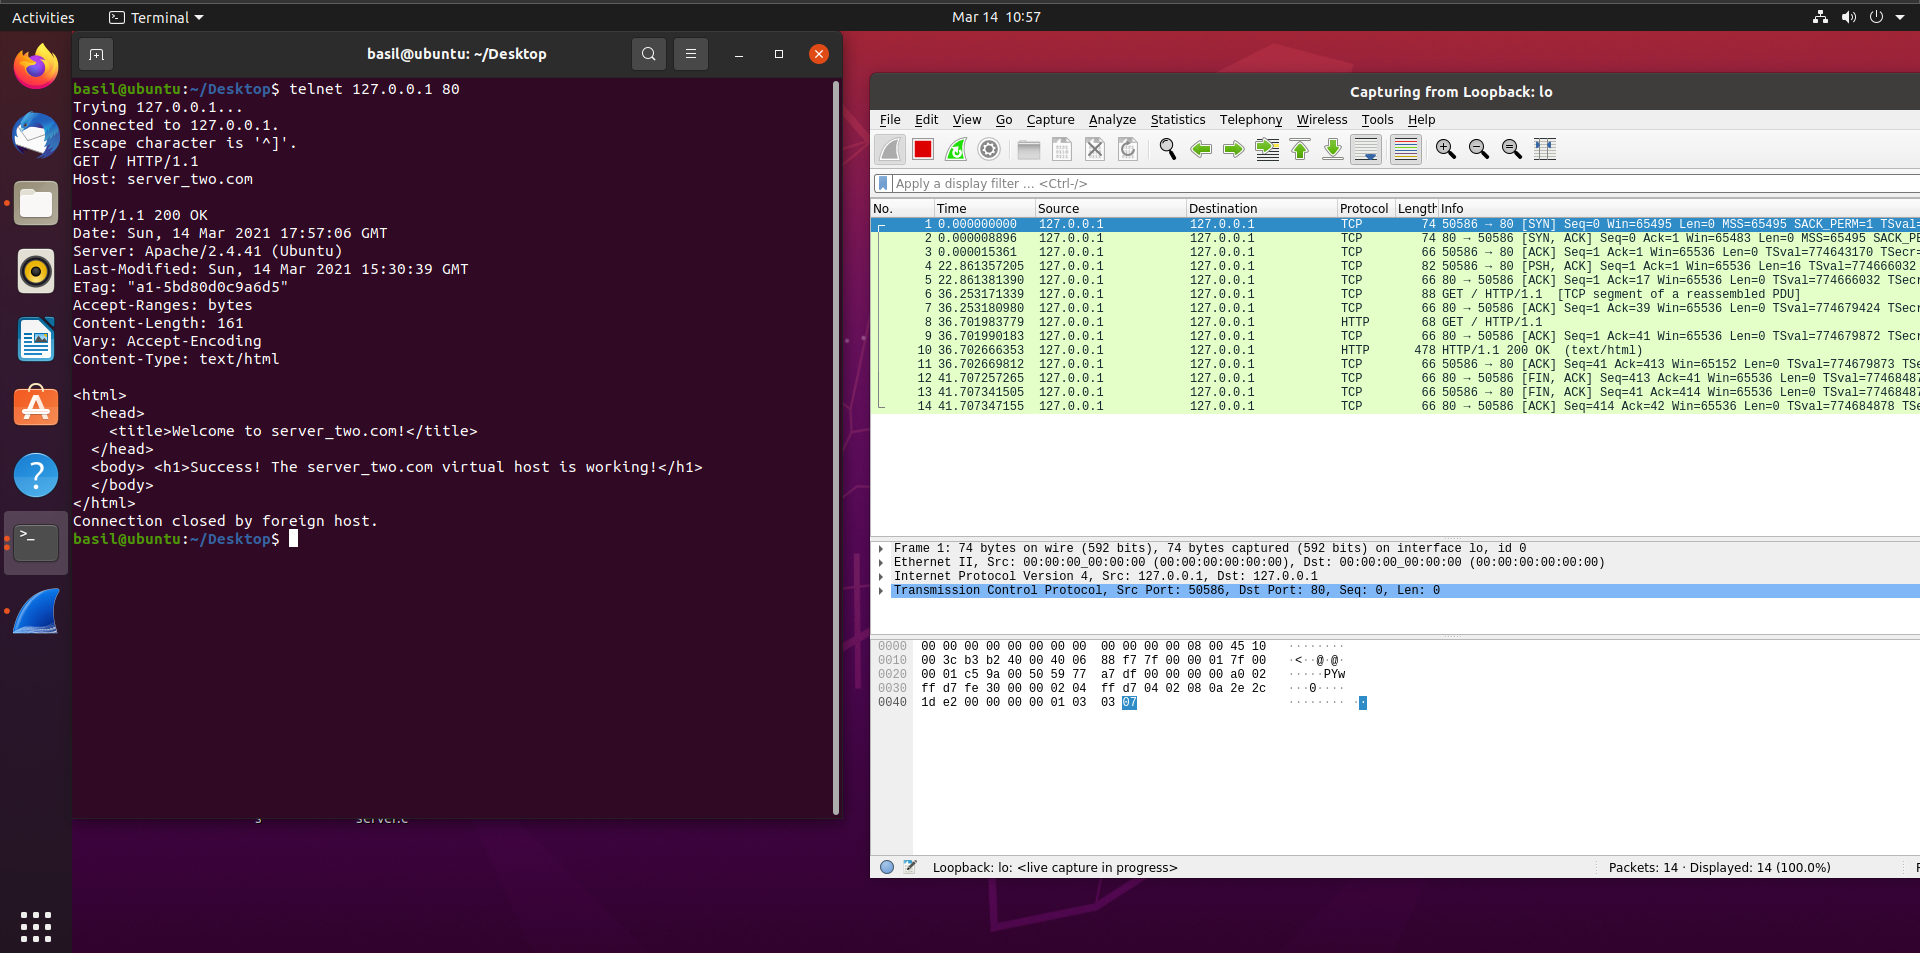 Activities
Terminal
Mar 14 10:57
basil@ubuntu: ~/Desktop
basil@ubuntu:~/Desktop$ telnet 127.0.0.1 80
Trying 127.0.0.1...
Connected to 127.0.0.1.
Escape character is '^]'.
GET / HTTP/1.1
Host: server_two.com
HTTP/1.1 200 OK
Date: Sun, 14 Mar 2021 17:57:06 GMT
Server: Apache/2.4.41 (Ubuntu)
Last-Modified: Sun, 14 Mar 2021 15:30:39 GMT
ETag: "a1-5bd80d0c9a6d5"
Accept-Ranges: bytes
Content-Length: 161
Vary: Accept-Encoding
Content-Type: text/html
<html>
<head>
<title>Welcome to server_two.com!</title>
</head>
<body> <h1>Success! The server_two.com virtual host is working!</h1>
</body>
</html>
Connection closed by foreign host.
basil@ubuntu:~/Desktop$
s server.c
Capturing from Loopback: lo
File Edit View Go Capture Analyze Statistics Telephony Wireless Tools Help
Apply a display filter ... <Ctrl-/>
No. Time Source Destination Protocol Length Info
1 0.000000000 127.0.0.1 127.0.0.1 TCP 74 50586 → 80 [SYN] Seq=0 Win=65495 Len=0 MSS=65495 SACK_PERM=1 TSval=
2 0.000008896 127.0.0.1 127.0.0.1 TCP 74 80 → 50586 [SYN, ACK] Seq=0 Ack=1 Win=65483 Len=0 MSS=65495 SACK_PE
3 0.000015361 127.0.0.1 127.0.0.1 TCP 66 50586 → 80 [ACK] Seq=1 Ack=1 Win=65536 Len=0 TSval=774643170 TSecr=
4 22.861357205 127.0.0.1 127.0.0.1 TCP 82 50586 → 80 [PSH, ACK] Seq=1 Ack=1 Win=65536 Len=16 TSval=774666032
5 22.861381390 127.0.0.1 127.0.0.1 TCP 66 80 → 50586 [ACK] Seq=1 Ack=17 Win=65536 Len=0 TSval=774666032 TSecr
6 36.253171339 127.0.0.1 127.0.0.1 TCP 88 GET / HTTP/1.1 [TCP segment of a reassembled PDU]
7 36.253180980 127.0.0.1 127.0.0.1 TCP 66 80 → 50586 [ACK] Seq=1 Ack=39 Win=65536 Len=0 TSval=774679424 TSecr
8 36.701983779 127.0.0.1 127.0.0.1 HTTP 68 GET / HTTP/1.1
9 36.701990183 127.0.0.1 127.0.0.1 TCP 66 80 → 50586 [ACK] Seq=1 Ack=41 Win=65536 Len=0 TSval=774679872 TSecr
10 36.702666353 127.0.0.1 127.0.0.1 HTTP 478 HTTP/1.1 200 OK (text/html)
11 36.702669812 127.0.0.1 127.0.0.1 TCP 66 50586 → 80 [ACK] Seq=41 Ack=413 Win=65152 Len=0 TSval=774679873 TSe
12 41.707257265 127.0.0.1 127.0.0.1 TCP 66 80 → 50586 [FIN, ACK] Seq=413 Ack=41 Win=65536 Len=0 TSval=77468487
13 41.707341505 127.0.0.1 127.0.0.1 TCP 66 50586 → 80 [FIN, ACK] Seq=41 Ack=414 Win=65536 Len=0 TSval=77468487
14 41.707347155 127.0.0.1 127.0.0.1 TCP 66 80 → 50586 [ACK] Seq=414 Ack=42 Win=65536 Len=0 TSval=774684878 TSe
Frame 1: 74 bytes on wire (592 bits), 74 bytes captured (592 bits) on interface lo, id 0
Ethernet II, Src: 00:00:00_00:00:00 (00:00:00:00:00:00), Dst: 00:00:00_00:00:00 (00:00:00:00:00:00)
Internet Protocol Version 4, Src: 127.0.0.1, Dst: 127.0.0.1
Transmission Control Protocol, Src Port: 50586, Dst Port: 80, Seq: 0, Len: 0
0000 00 00 00 00 00 00 00 00 00 00 00 00 08 00 45 10 ········
0010 00 3c b3 b2 40 00 40 06 88 f7 7f 00 00 01 7f 00 ·<··@·@·
0020 00 01 c5 9a 00 50 59 77 a7 df 00 00 00 00 a0 02 ·····PYw
0030 ff d7 fe 30 00 00 02 04 ff d7 04 02 08 0a 2e 2c ···0····
0040 1d e2 00 00 00 00 01 03 03 07 ········ ··
Loopback: lo: <live capture in progress>
Packets: 14 · Displayed: 14 (100.0%)